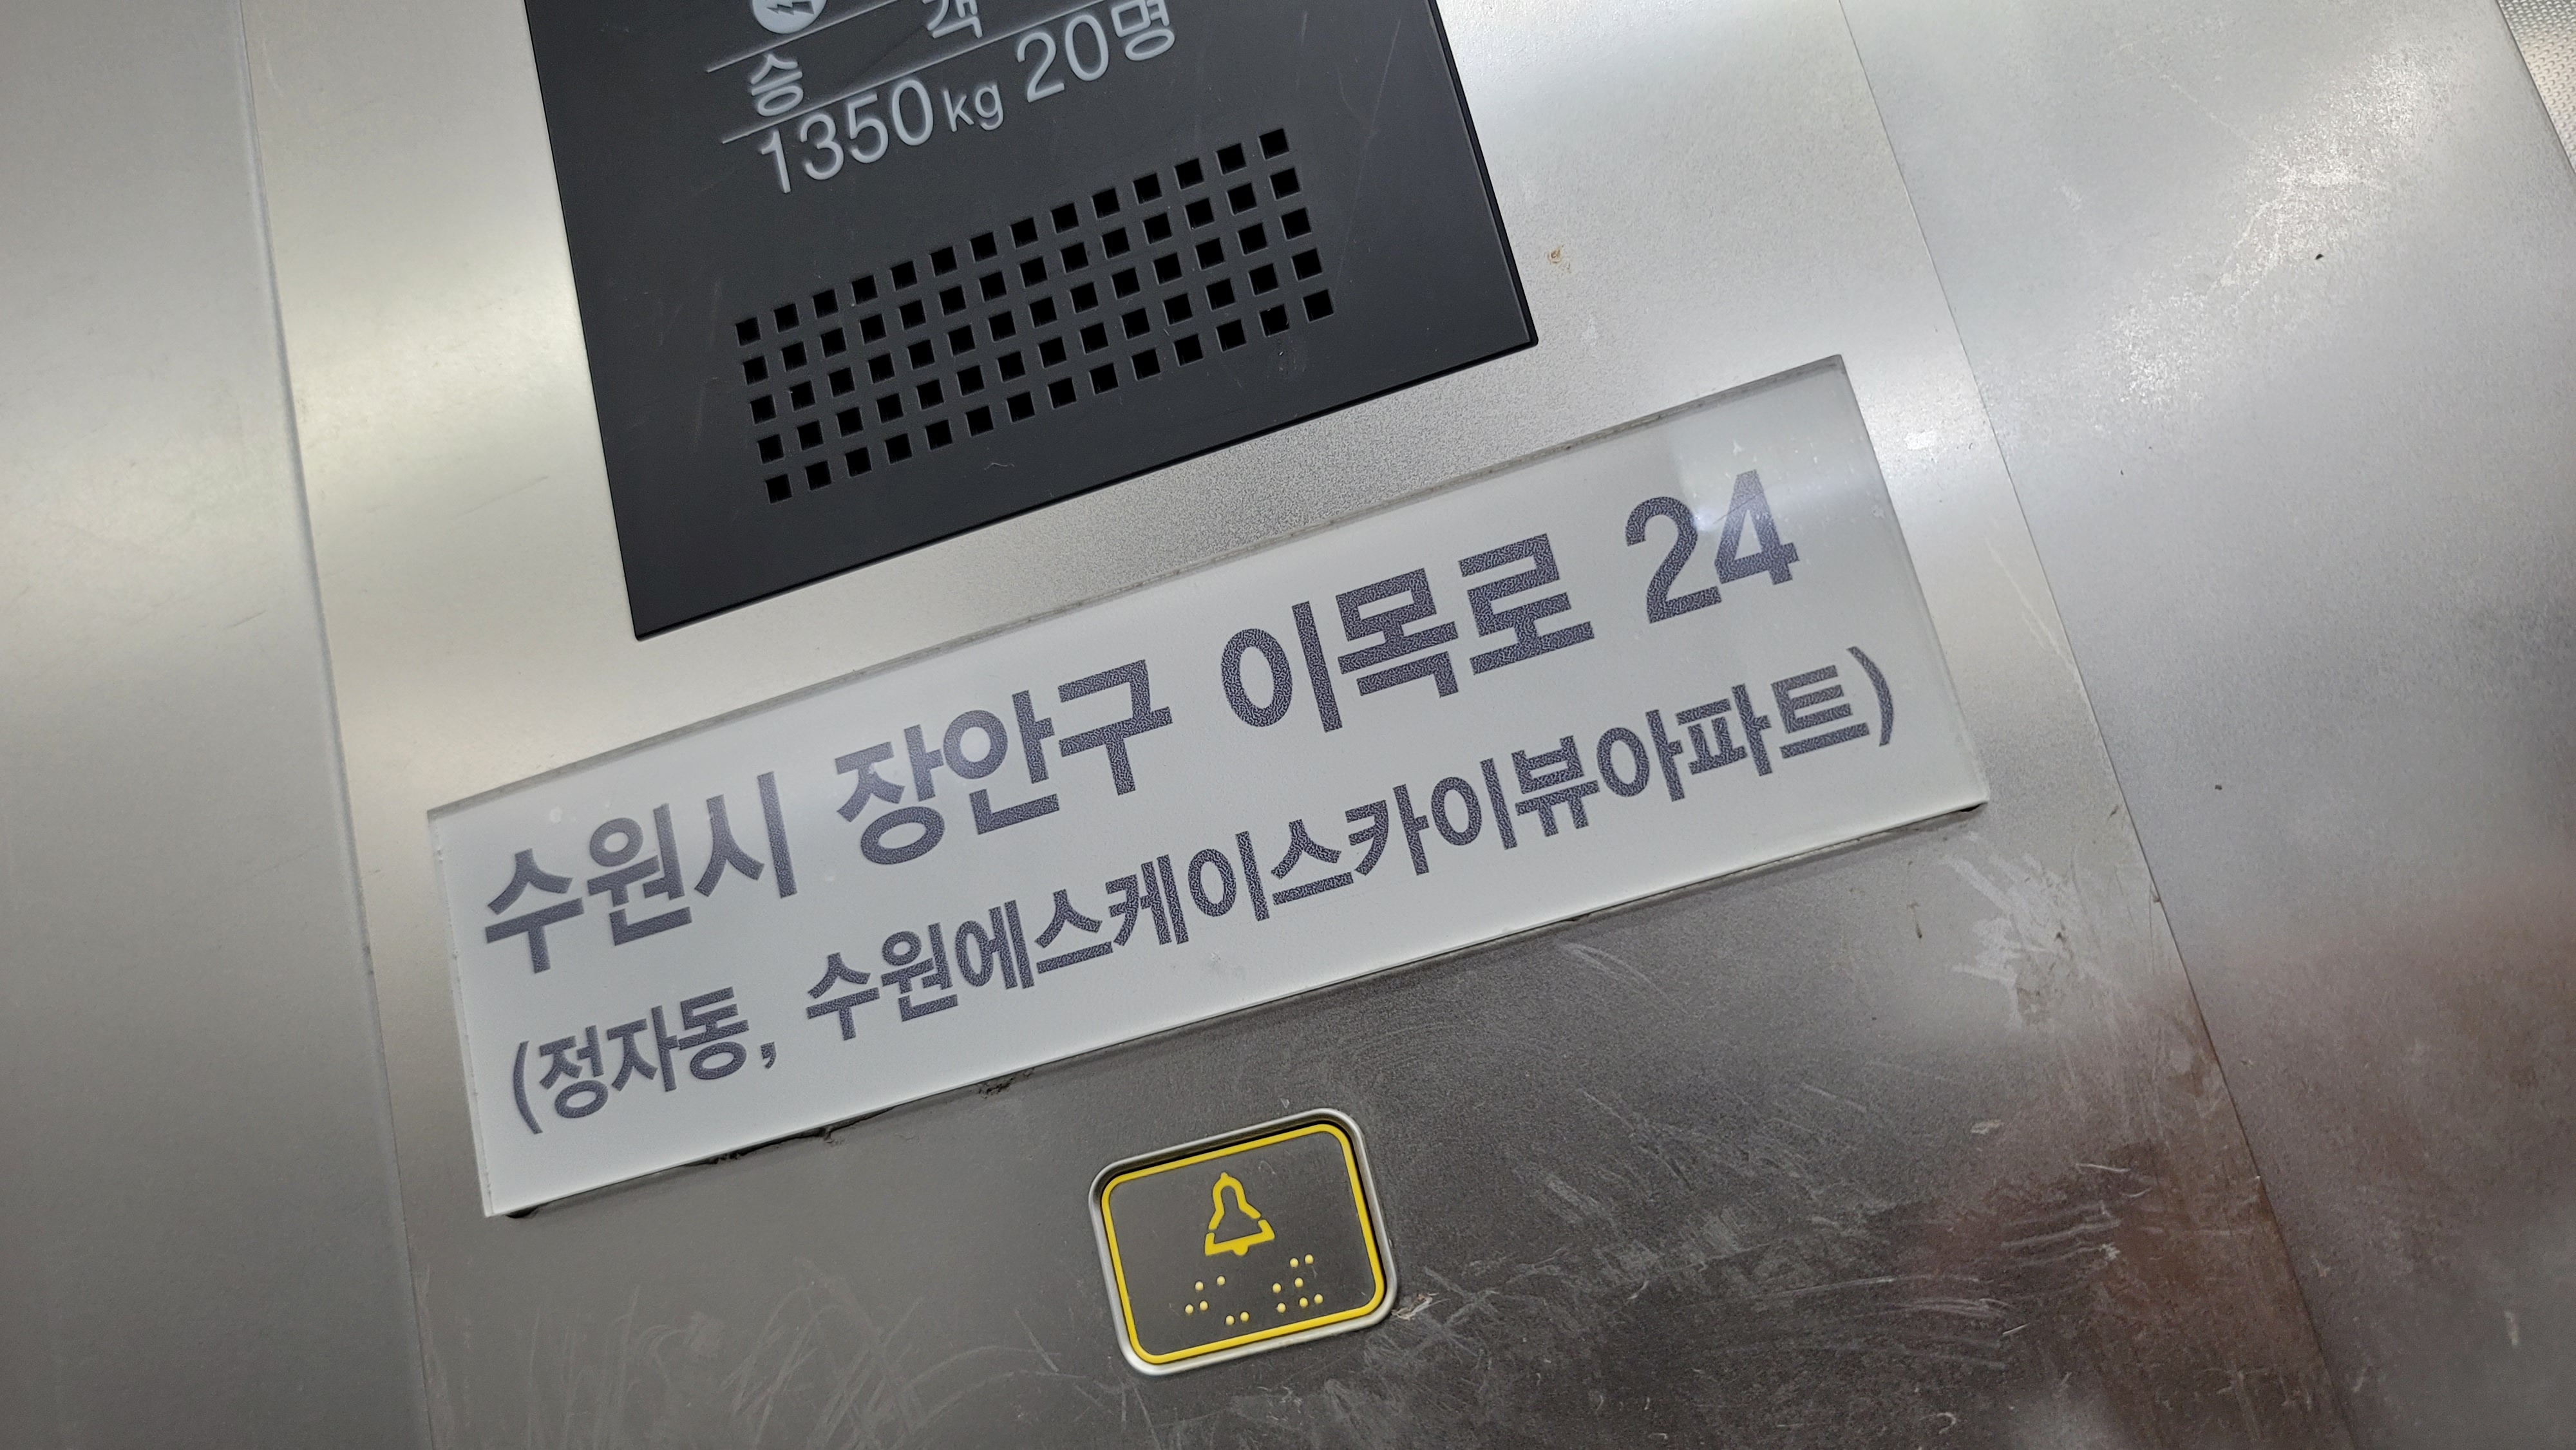 승 객
1350kg 20명
수원시 장안구 이목로 24
(정자동, 수원에스케이스카이뷰아파트)